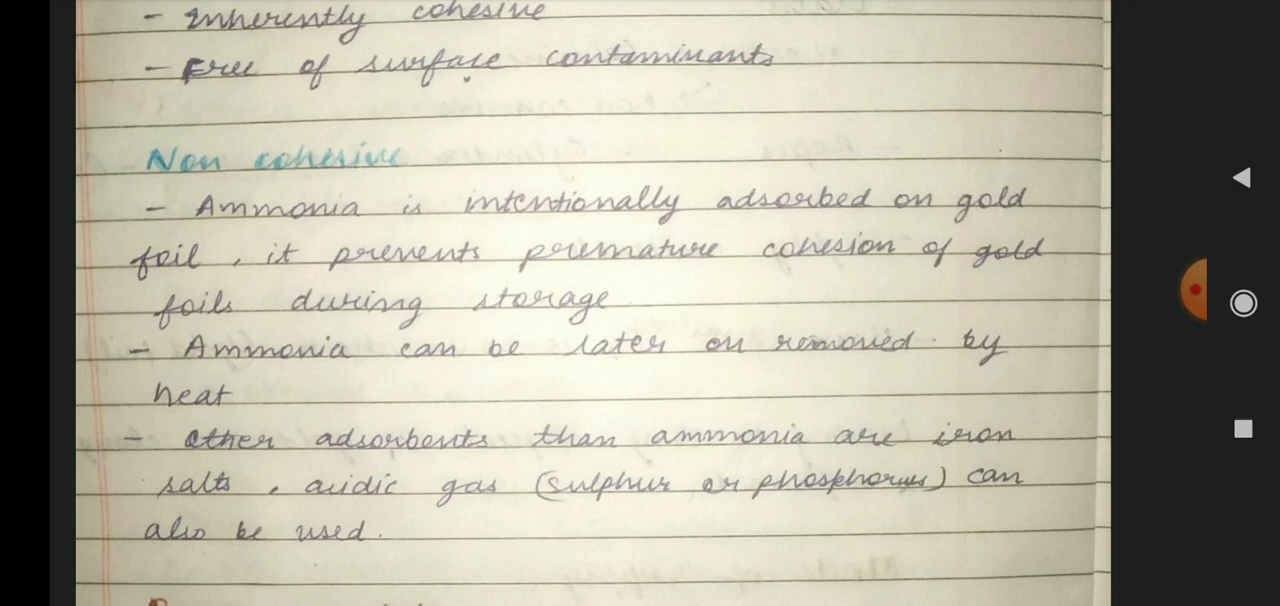 - Inherently cohesive
- Free of surface contaminants
Non cohesive
- Ammonia is intentionally adsorbed on gold
foil, it prevents premature cohesion of gold
foils during storage
- Ammonia can be later on removed by
heat
- Other adsorbents than ammonia are iron
salts, acidic gas (sulphur or phosphorus) can
also be used.